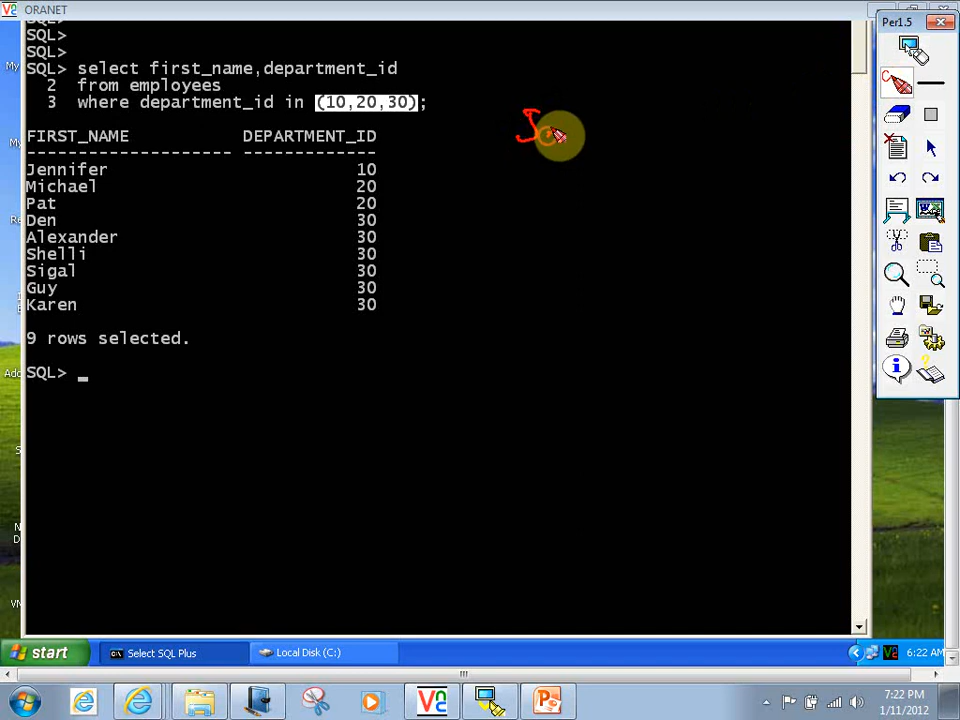 ORANET
Per1.5
SQL>
SQL>
SQL>
SQL> select first_name,department_id
2 from employees
3 where department_id in (10,20,30);
FIRST_NAME DEPARTMENT_ID
-------------------- -------------
Jennifer 10
Michael 20
Pat 20
Den 30
Alexander 30
Shelli 30
Sigal 30
Guy 30
Karen 30
9 rows selected.
SQL> _
start
Select SQL Plus
Local Disk (C:)
6:22 AM
7:22 PM
1/11/2012